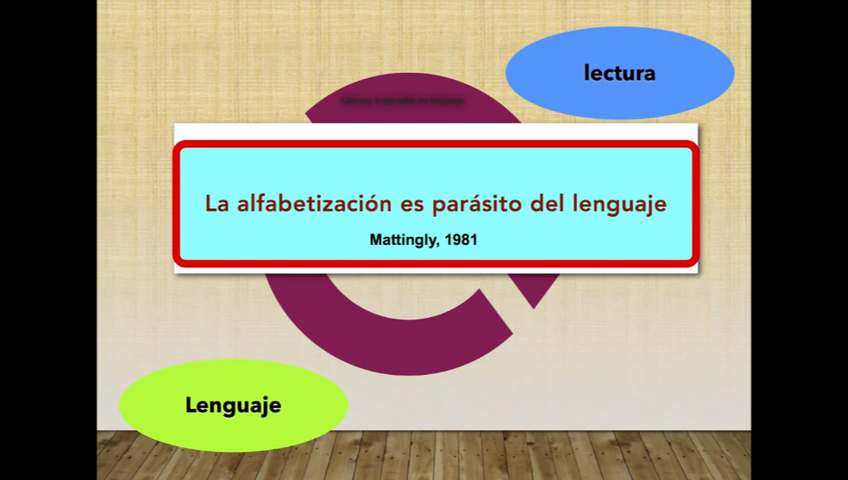 lectura
La alfabetización es parásito del lenguaje
Mattingly, 1981
Lenguaje